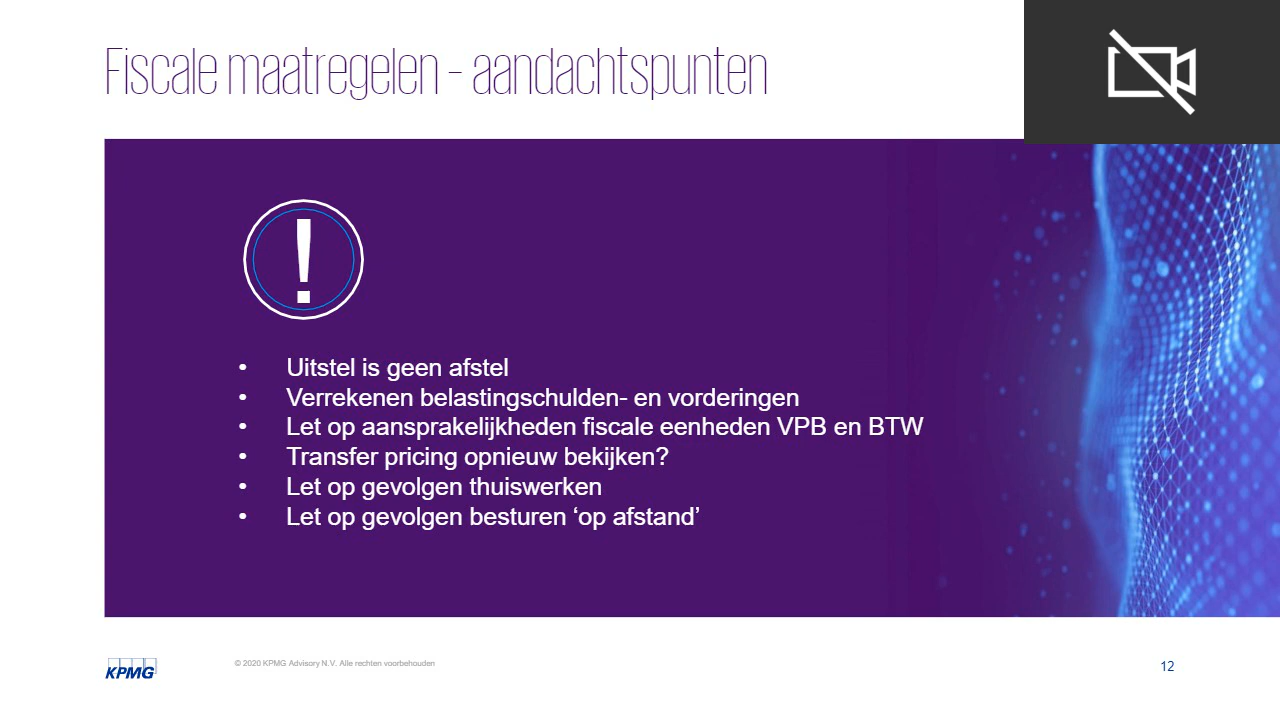 Fiscale maatregelen – aandachtspunten
!
• Uitstel is geen afstel
• Verrekenen belastingschulden- en vorderingen
• Let op aansprakelijkheden fiscale eenheden VPB en BTW
• Transfer pricing opnieuw bekijken?
• Let op gevolgen thuiswerken
• Let op gevolgen besturen ‘op afstand’
KPMG
© 2020 KPMG Advisory N.V. Alle rechten voorbehouden
12